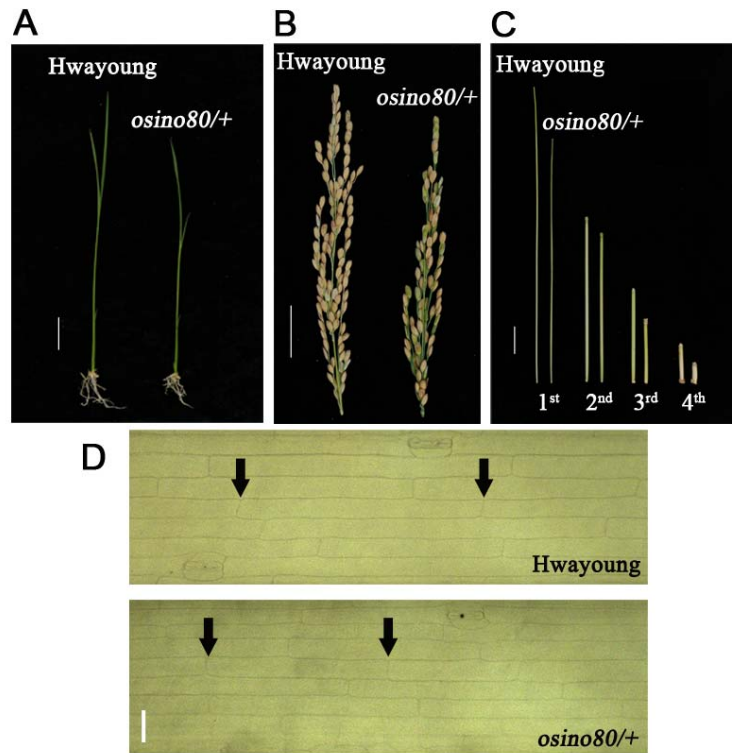 A
Hwayoung
osino80/+
B
Hwayoung
osino80/+
C
Hwayoung
osino80/+
1st
2nd
3rd
4th
D
Hwayoung
osino80/+